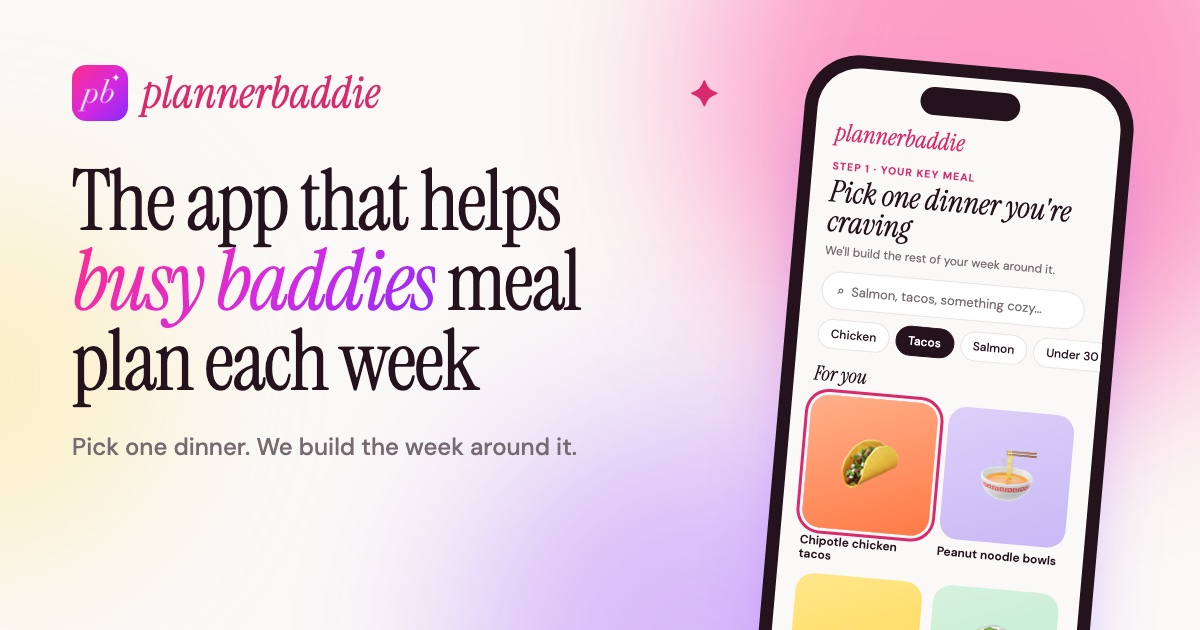 pb
plannerbaddie
The app that helps
busy baddies meal
plan each week
Pick one dinner. We build the week around it.
plannerbaddie
STEP 1 · YOUR KEY MEAL
Pick one dinner you're
craving
We'll build the rest of your week around it.
Salmon, tacos, something cozy...
Chicken
Tacos
Salmon
Under 30
For you
Chipotle chicken
tacos
Peanut noodle bowls